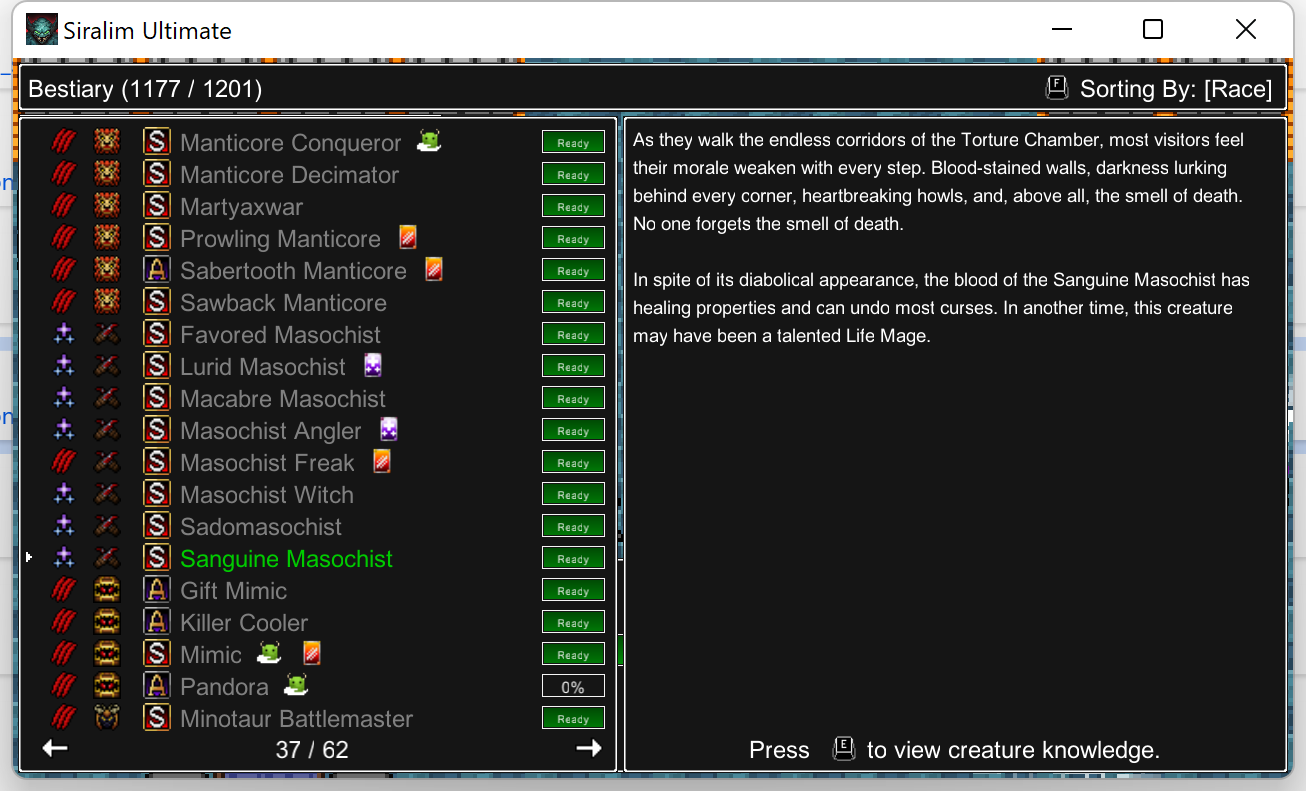 Siralim Ultimate
Bestiary (1177 / 1201)
F Sorting By: [Race]
S Manticore Conqueror Ready
S Manticore Decimator Ready
S Martyaxwar Ready
S Prowling Manticore Ready
A Sabertooth Manticore Ready
S Sawback Manticore Ready
S Favored Masochist Ready
S Lurid Masochist Ready
S Macabre Masochist Ready
S Masochist Angler Ready
S Masochist Freak Ready
S Masochist Witch Ready
S Sadomasochist Ready
S Sanguine Masochist Ready
A Gift Mimic Ready
A Killer Cooler Ready
S Mimic Ready
A Pandora 0%
S Minotaur Battlemaster Ready
37 / 62
As they walk the endless corridors of the Torture Chamber, most visitors feel
their morale weaken with every step. Blood-stained walls, darkness lurking
behind every corner, heartbreaking howls, and, above all, the smell of death.
No one forgets the smell of death.
In spite of its diabolical appearance, the blood of the Sanguine Masochist has
healing properties and can undo most curses. In another time, this creature
may have been a talented Life Mage.
Press E to view creature knowledge.